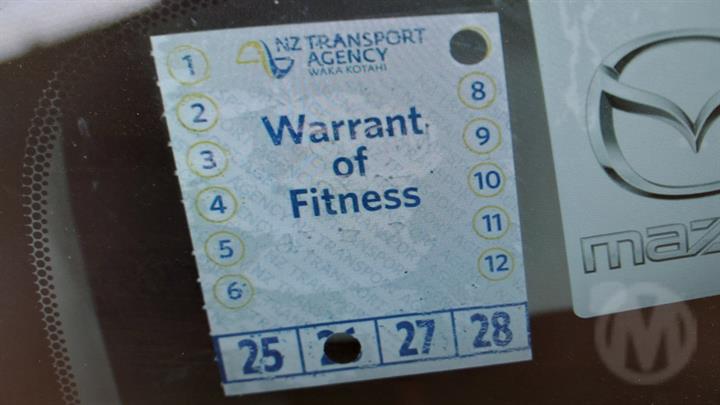 NZ TRANSPORT
AGENCY
WAKA KOTAHI
Warrant
of
Fitness
1
2
3
4
5
6
8
9
10
11
12
25 26 27 28
maz